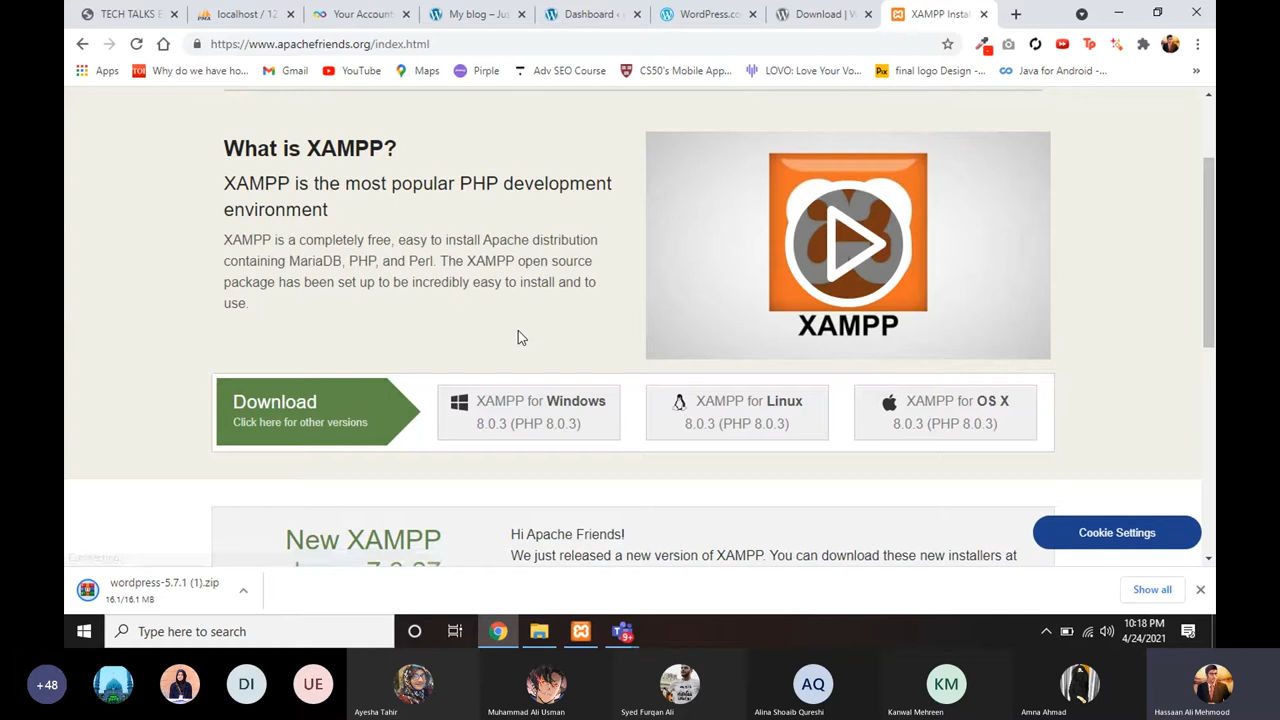 TECH TALKS E
localhost / 12
Your Account
My blog – Jus
Dashboard ‹
WordPress.co
Download | W
XAMPP Instal
https://www.apachefriends.org/index.html
Apps
TOI
Why do we have ho...
Gmail
YouTube
Maps
Pirple
Adv SEO Course
CS50's Mobile App...
LOVO: Love Your Vo...
Pix
final logo Design -...
Java for Android -...
»
What is XAMPP?
XAMPP is the most popular PHP development
environment
XAMPP is a completely free, easy to install Apache distribution
containing MariaDB, PHP, and Perl. The XAMPP open source
package has been set up to be incredibly easy to install and to
use.
XAMPP
Download
Click here for other versions
XAMPP for Windows
8.0.3 (PHP 8.0.3)
XAMPP for Linux
8.0.3 (PHP 8.0.3)
XAMPP for OS X
8.0.3 (PHP 8.0.3)
New XAMPP
Hi Apache Friends!
We just released a new version of XAMPP. You can download these new installers at
Cookie Settings
Connecting...
wordpress-5.7.1 (1).zip
16.1/16.1 MB
Show all
Type here to search
9+
10:18 PM
4/24/2021
+48
DI
UE
AQ
KM
Ayesha Tahir
Muhammad Ali Usman
Syed Furqan Ali
Alina Shoaib Qureshi
Kanwal Mehreen
Amna Ahmad
Hassaan Ali Mehmood